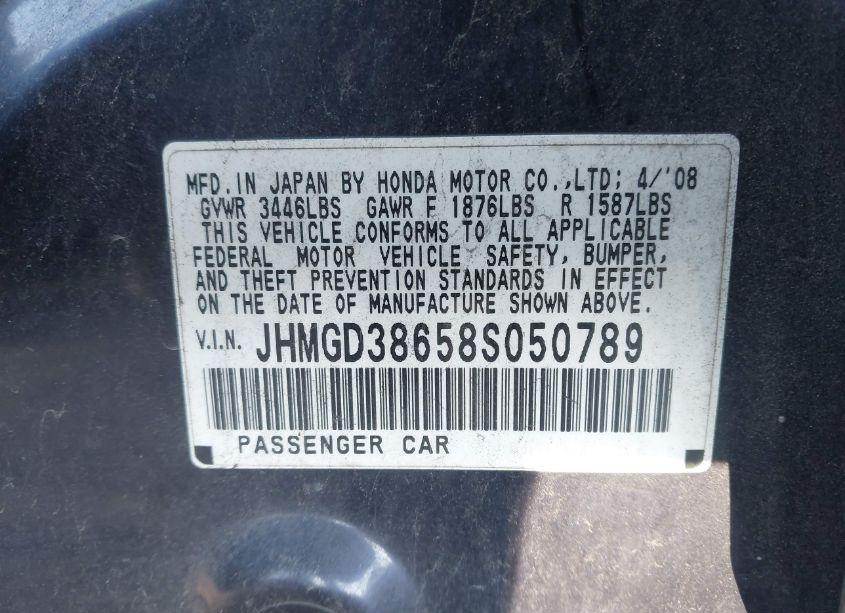 MFD. IN JAPAN BY HONDA MOTOR CO.,LTD; 4/'08
GVWR 3446LBS GAWR F 1876LBS R 1587LBS
THIS VEHICLE CONFORMS TO ALL APPLICABLE
FEDERAL MOTOR VEHICLE SAFETY, BUMPER,
AND THEFT PREVENTION STANDARDS IN EFFECT
ON THE DATE OF MANUFACTURE SHOWN ABOVE.
V.I.N. JHMGD38658S050789
PASSENGER CAR